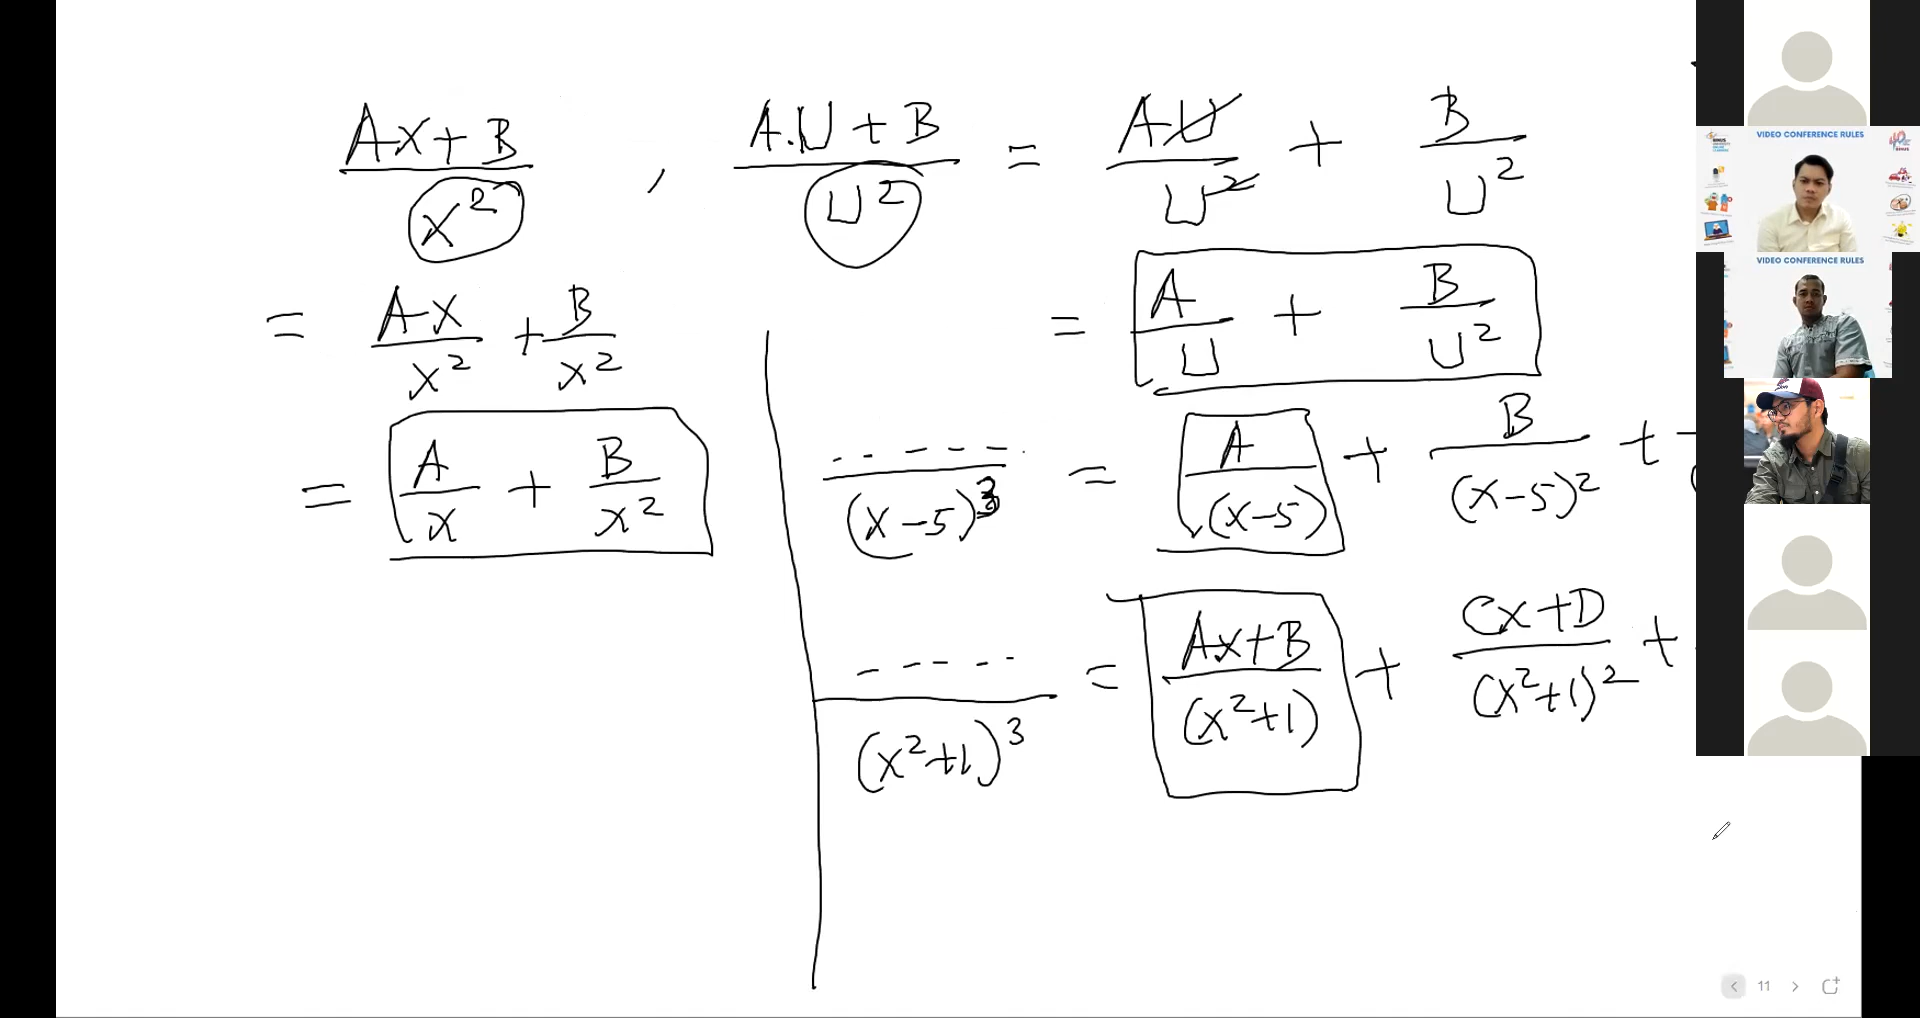 Ax+B/x² , A.U+B/U² = AU/U² + B/U²
= Ax/x² + B/x²
= A/U + B/U²
= A/x + B/x²
- - - - -/(x-5)³ = A/(x-5) + B/(x-5)² +
- - - - -/(x²+1)³ = Ax+B/(x²+1) + Cx+D/(x²+1)² +
VIDEO CONFERENCE RULES
VIDEO CONFERENCE RULES
11